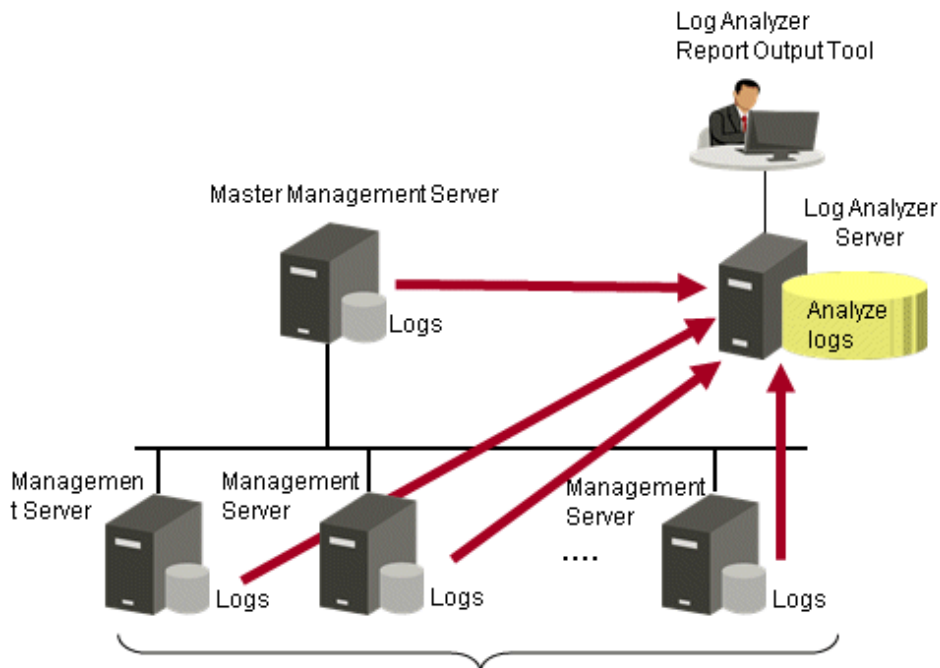 Log Analyzer
Report Output Tool
Master Management Server
Log Analyzer
Server
Logs
Analyze
logs
Managemen
t Server
Management
Server
Management
Server
....
Logs
Logs
Logs